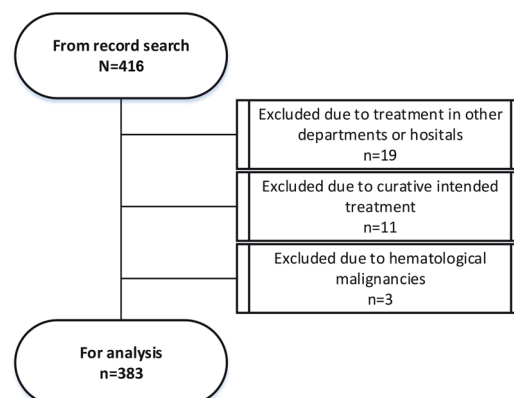 From record search
N=416
Excluded due to treatment in other
departments or hositals
n=19
Excluded due to curative intended
treatment
n=11
Excluded due to hematological
malignancies
n=3
For analysis
n=383